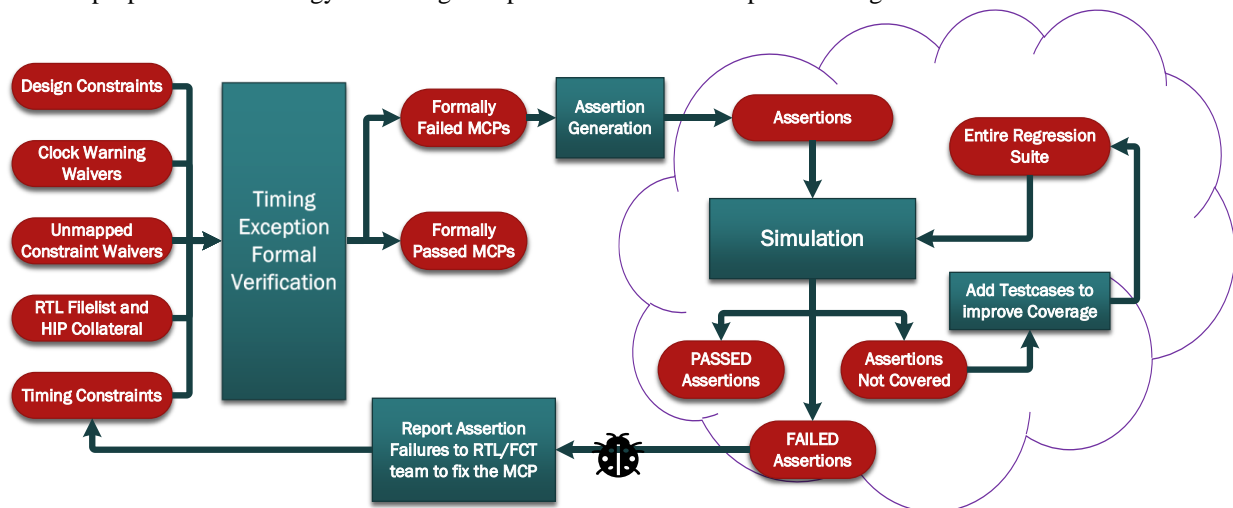 Design Constraints
Clock Warning
Waivers
Unmapped
Constraint Waivers
RTL Filelist and
HIP Collateral
Timing Constraints
Timing
Exception
Formal
Verification
Formally
Failed MCPs
Formally
Passed MCPs
Assertion
Generation
Assertions
Entire Regression
Suite
Simulation
Add Testcases to
improve Coverage
PASSED
Assertions
Assertions
Not Covered
FAILED
Assertions
Report Assertion
Failures to RTL/FCT
team to fix the MCP